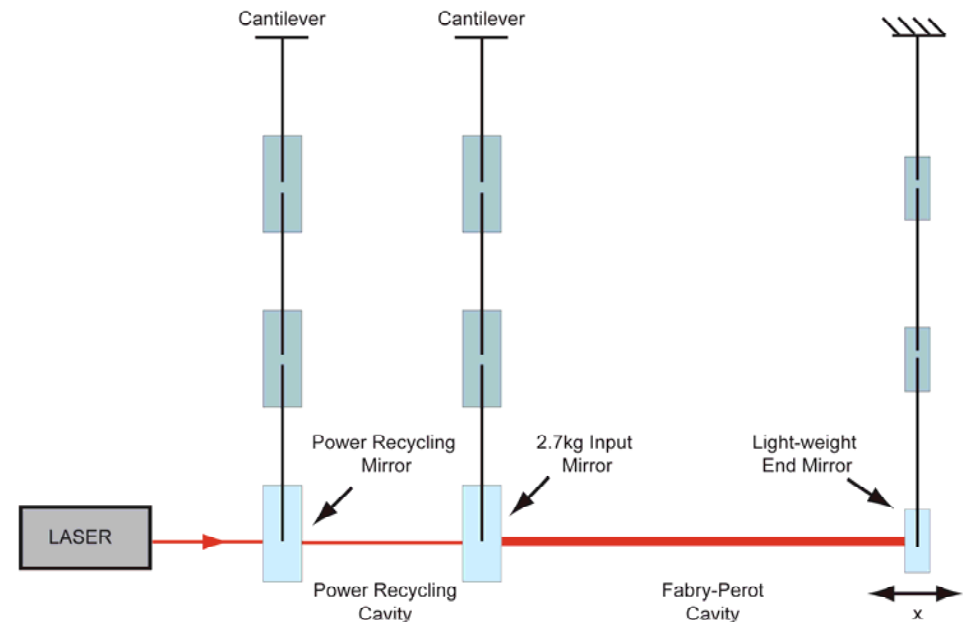 Cantilever
Cantilever
Power Recycling
Mirror
2.7kg Input
Mirror
Light-weight
End Mirror
LASER
Power Recycling
Cavity
Fabry-Perot
Cavity
x